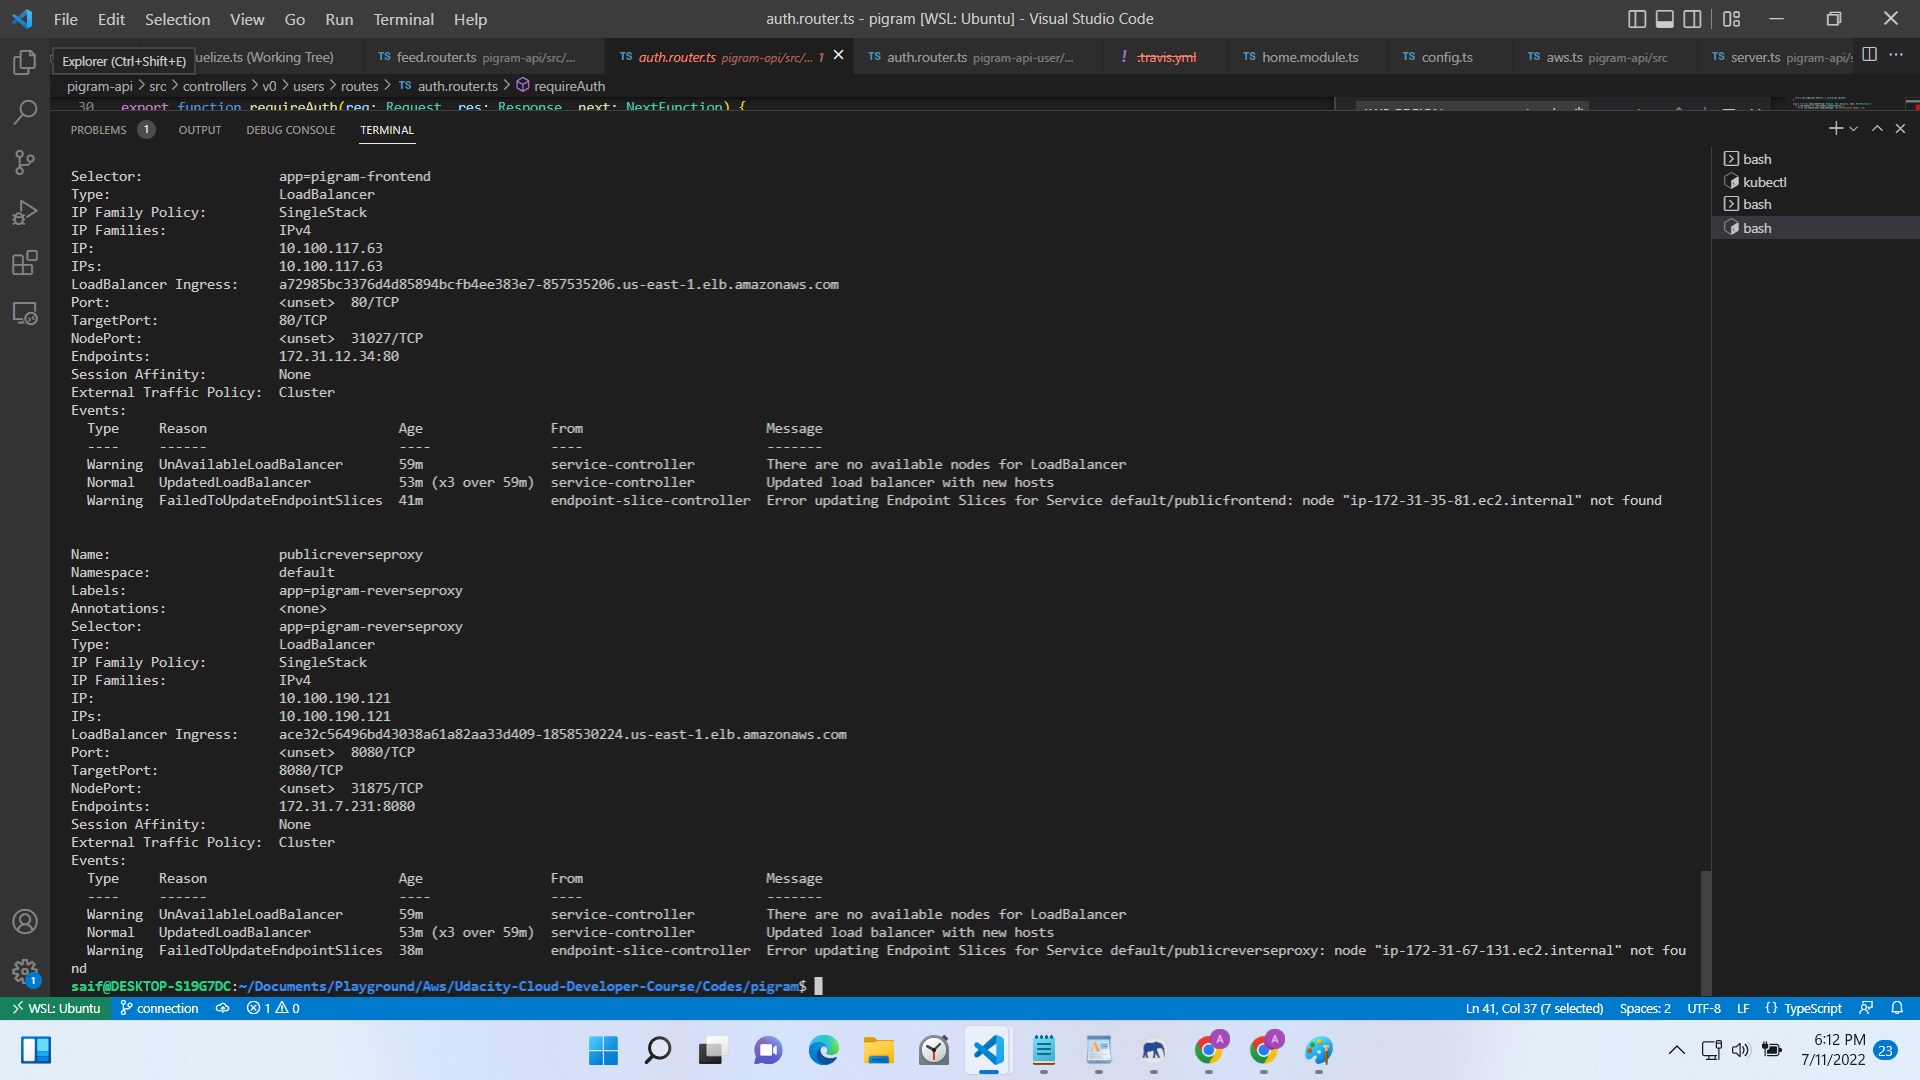 File Edit Selection View Go Run Terminal Help
auth.router.ts - pigram [WSL: Ubuntu] - Visual Studio Code
Explorer (Ctrl+Shift+E)
uelize.ts (Working Tree)
TS feed.router.ts pigram-api/src/...
TS auth.router.ts pigram-api/src/... 1
TS auth.router.ts pigram-api-user/...
! .travis.yml
TS home.module.ts
TS config.ts
TS aws.ts pigram-api/src
TS server.ts pigram-api/s
pigram-api > src > controllers > v0 > users > routes > TS auth.router.ts > requireAuth
30 export function requireAuth(req: Request, res: Response, next: NextFunction) {
PROBLEMS 1 OUTPUT DEBUG CONSOLE TERMINAL
bash
kubectl
bash
bash
Selector: app=pigram-frontend
Type: LoadBalancer
IP Family Policy: SingleStack
IP Families: IPv4
IP: 10.100.117.63
IPs: 10.100.117.63
LoadBalancer Ingress: a72985bc3376d4d85894bcfb4ee383e7-857535206.us-east-1.elb.amazonaws.com
Port: <unset> 80/TCP
TargetPort: 80/TCP
NodePort: <unset> 31027/TCP
Endpoints: 172.31.12.34:80
Session Affinity: None
External Traffic Policy: Cluster
Events:
Type Reason Age From Message
---- ------ ---- ---- -------
Warning UnAvailableLoadBalancer 59m service-controller There are no available nodes for LoadBalancer
Normal UpdatedLoadBalancer 53m (x3 over 59m) service-controller Updated load balancer with new hosts
Warning FailedToUpdateEndpointSlices 41m endpoint-slice-controller Error updating Endpoint Slices for Service default/publicfrontend: node "ip-172-31-35-81.ec2.internal" not found
Name: publicreverseproxy
Namespace: default
Labels: app=pigram-reverseproxy
Annotations: <none>
Selector: app=pigram-reverseproxy
Type: LoadBalancer
IP Family Policy: SingleStack
IP Families: IPv4
IP: 10.100.190.121
IPs: 10.100.190.121
LoadBalancer Ingress: ace32c56496bd43038a61a82aa33d409-1858530224.us-east-1.elb.amazonaws.com
Port: <unset> 8080/TCP
TargetPort: 8080/TCP
NodePort: <unset> 31875/TCP
Endpoints: 172.31.7.231:8080
Session Affinity: None
External Traffic Policy: Cluster
Events:
Type Reason Age From Message
---- ------ ---- ---- -------
Warning UnAvailableLoadBalancer 59m service-controller There are no available nodes for LoadBalancer
Normal UpdatedLoadBalancer 53m (x3 over 59m) service-controller Updated load balancer with new hosts
Warning FailedToUpdateEndpointSlices 38m endpoint-slice-controller Error updating Endpoint Slices for Service default/publicreverseproxy: node "ip-172-31-67-131.ec2.internal" not fou
nd
saif@DESKTOP-S19G7DC:~/Documents/Playground/Aws/Udacity-Cloud-Developer-Course/Codes/pigram$
1
WSL: Ubuntu connection 1 0
Ln 41, Col 37 (7 selected) Spaces: 2 UTF-8 LF {} TypeScript
6:12 PM
7/11/2022 23